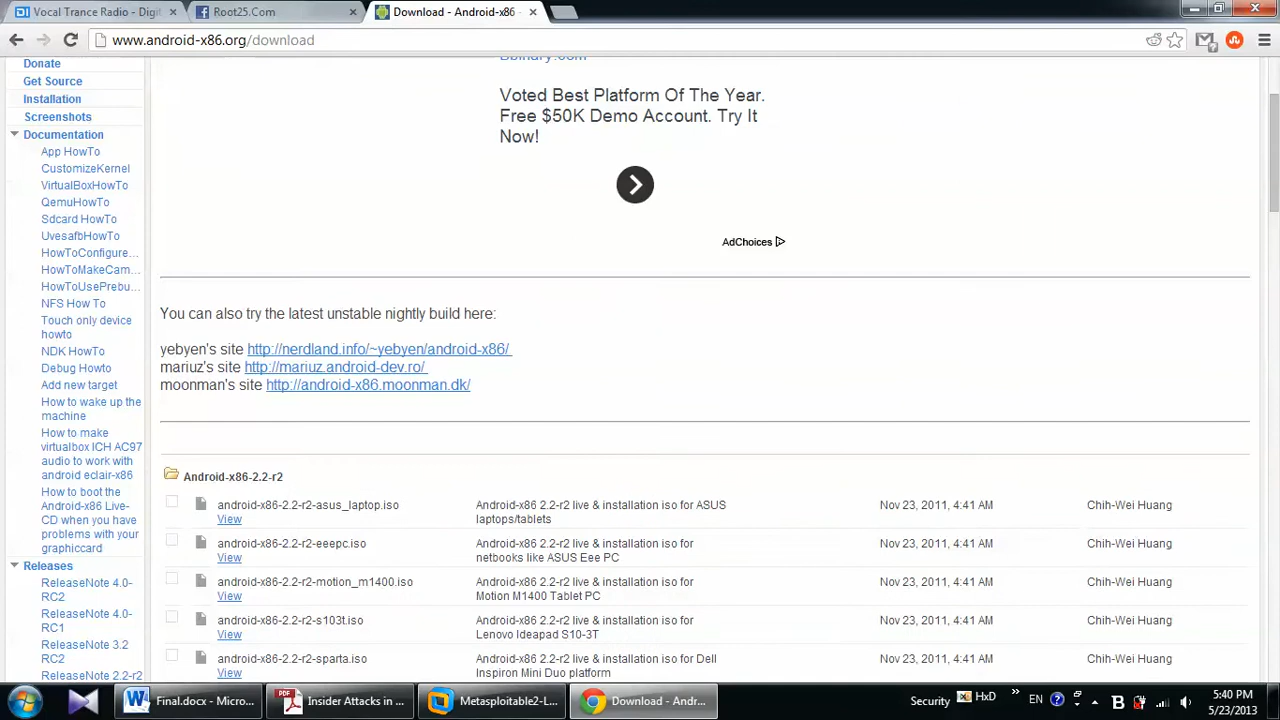 Vocal Trance Radio - Digit
Root25.Com
Download - Android-x86 -
www.android-x86.org/download
Donate
Get Source
Installation
Screenshots
Documentation
App HowTo
CustomizeKernel
VirtualBoxHowTo
QemuHowTo
Sdcard HowTo
UvesafbHowTo
HowToConfigure...
HowToMakeCam...
HowToUsePrebu...
NFS How To
Touch only device
howto
NDK HowTo
Debug Howto
Add new target
How to wake up the
machine
How to make
virtualbox ICH AC97
audio to work with
android eclair-x86
How to boot the
Android-x86 Live-
CD when you have
problems with your
graphiccard
Releases
ReleaseNote 4.0-
RC2
ReleaseNote 4.0-
RC1
ReleaseNote 3.2
RC2
ReleaseNote 2.2-r2
Voted Best Platform Of The Year.
Free $50K Demo Account. Try It
Now!
AdChoices
You can also try the latest unstable nightly build here:
yebyen's site http://nerdland.info/~yebyen/android-x86/
mariuz's site http://mariuz.android-dev.ro/
moonman's site http://android-x86.moonman.dk/
Android-x86-2.2-r2
android-x86-2.2-r2-asus_laptop.iso Android-x86 2.2-r2 live & installation iso for ASUS Nov 23, 2011, 4:41 AM Chih-Wei Huang
View laptops/tablets
android-x86-2.2-r2-eeepc.iso Android-x86 2.2-r2 live & installation iso for Nov 23, 2011, 4:41 AM Chih-Wei Huang
View netbooks like ASUS Eee PC
android-x86-2.2-r2-motion_m1400.iso Android-x86 2.2-r2 live & installation iso for Nov 23, 2011, 4:41 AM Chih-Wei Huang
View Motion M1400 Tablet PC
android-x86-2.2-r2-s103t.iso Android-x86 2.2-r2 live & installation iso for Nov 23, 2011, 4:41 AM Chih-Wei Huang
View Lenovo Ideapad S10-3T
android-x86-2.2-r2-sparta.iso Android-x86 2.2-r2 live & installation iso for Dell Nov 23, 2011, 4:41 AM Chih-Wei Huang
View Inspiron Mini Duo platform
Final.docx - Micro...
Insider Attacks in ...
Metasploitable2-L...
Download - Andr...
Security HxD » EN
5:40 PM
5/23/2013